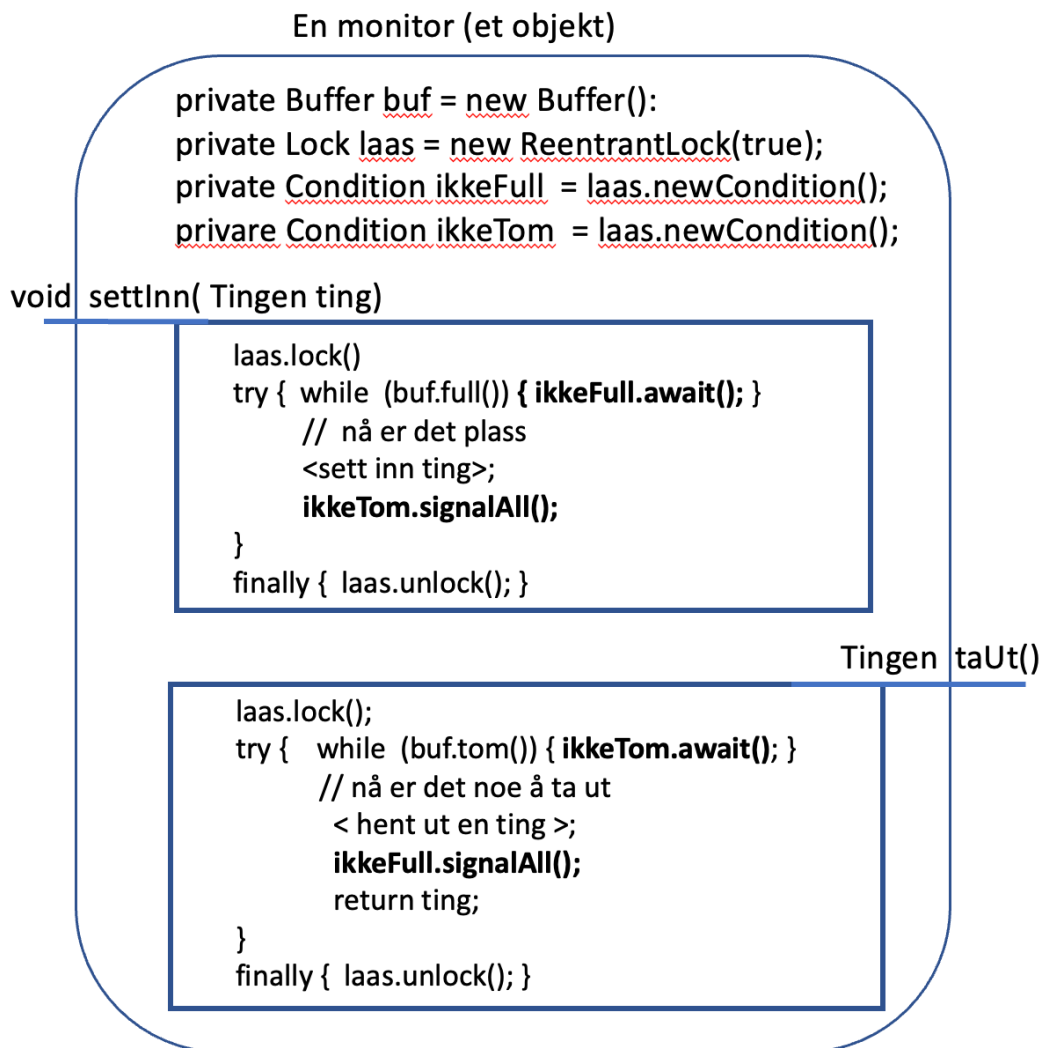 En monitor (et objekt)
private Buffer buf = new Buffer():
private Lock laas = new ReentrantLock(true);
private Condition ikkeFull = laas.newCondition();
privare Condition ikkeTom = laas.newCondition();
void settInn( Tingen ting)
laas.lock()
try { while (buf.full()) { ikkeFull.await(); }
// nå er det plass
<sett inn ting>;
ikkeTom.signalAll();
}
finally { laas.unlock(); }
Tingen taUt()
laas.lock();
try { while (buf.tom()) { ikkeTom.await(); }
// nå er det noe å ta ut
< hent ut en ting >;
ikkeFull.signalAll();
return ting;
}
finally { laas.unlock(); }